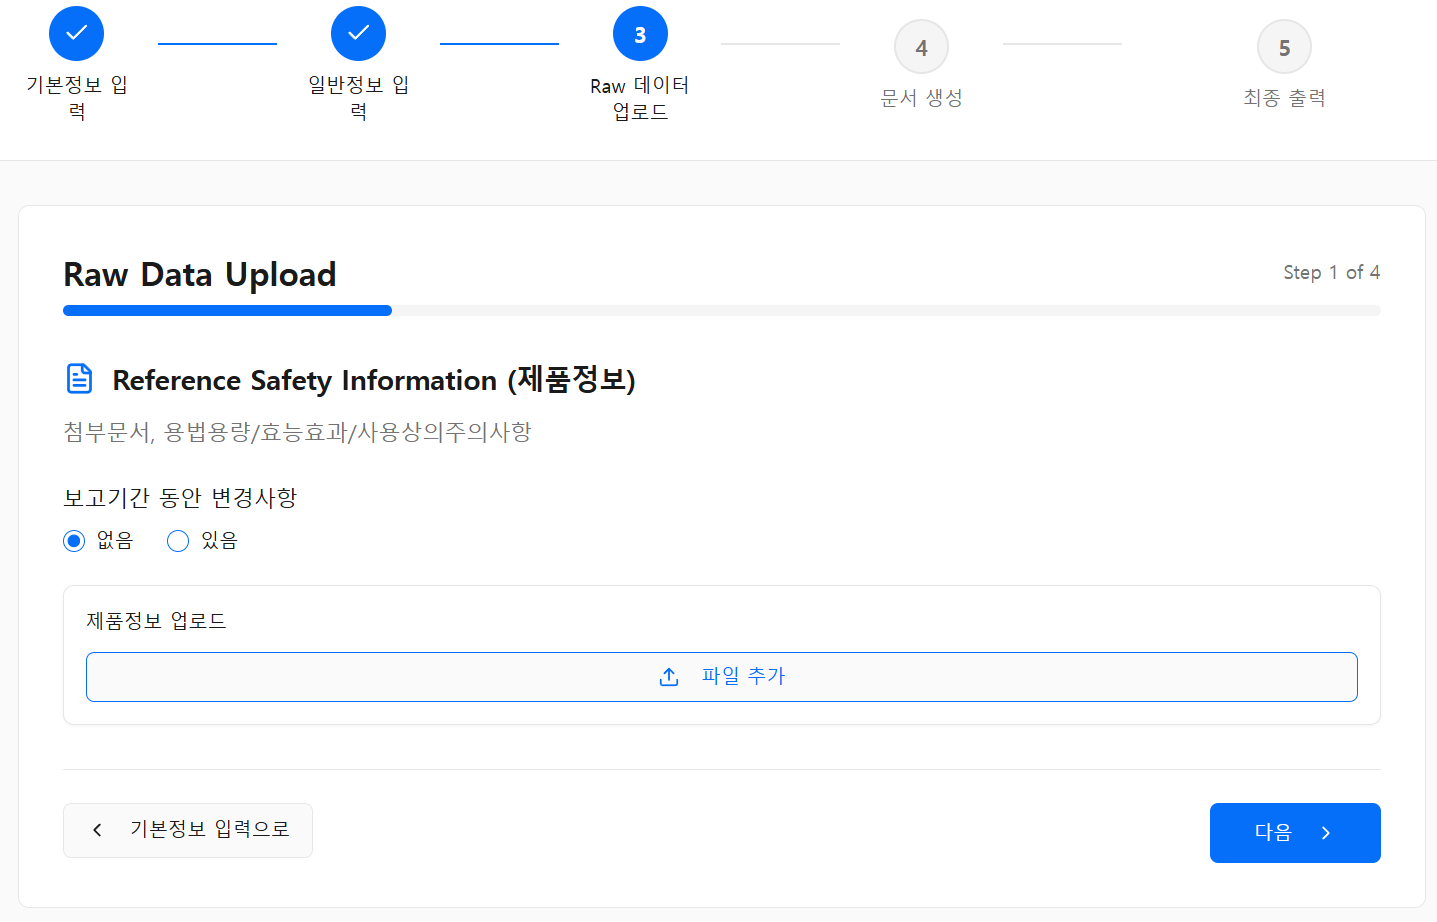 기본정보 입
력
일반정보 입
력
3
Raw 데이터
업로드
4
문서 생성
5
최종 출력
Raw Data Upload
Step 1 of 4
Reference Safety Information (제품정보)
첨부문서, 용법용량/효능효과/사용상의주의사항
보고기간 동안 변경사항
없음 있음
제품정보 업로드
파일 추가
기본정보 입력으로
다음